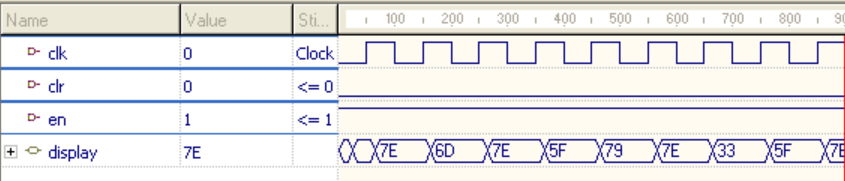 Name Value Sti... 100 200 300 400 500 600 700 800 90
clk 0 Clock
clr 0 <= 0
en 1 <= 1
display 7E 7E 6D 7E 5F 79 7E 33 5F 7E